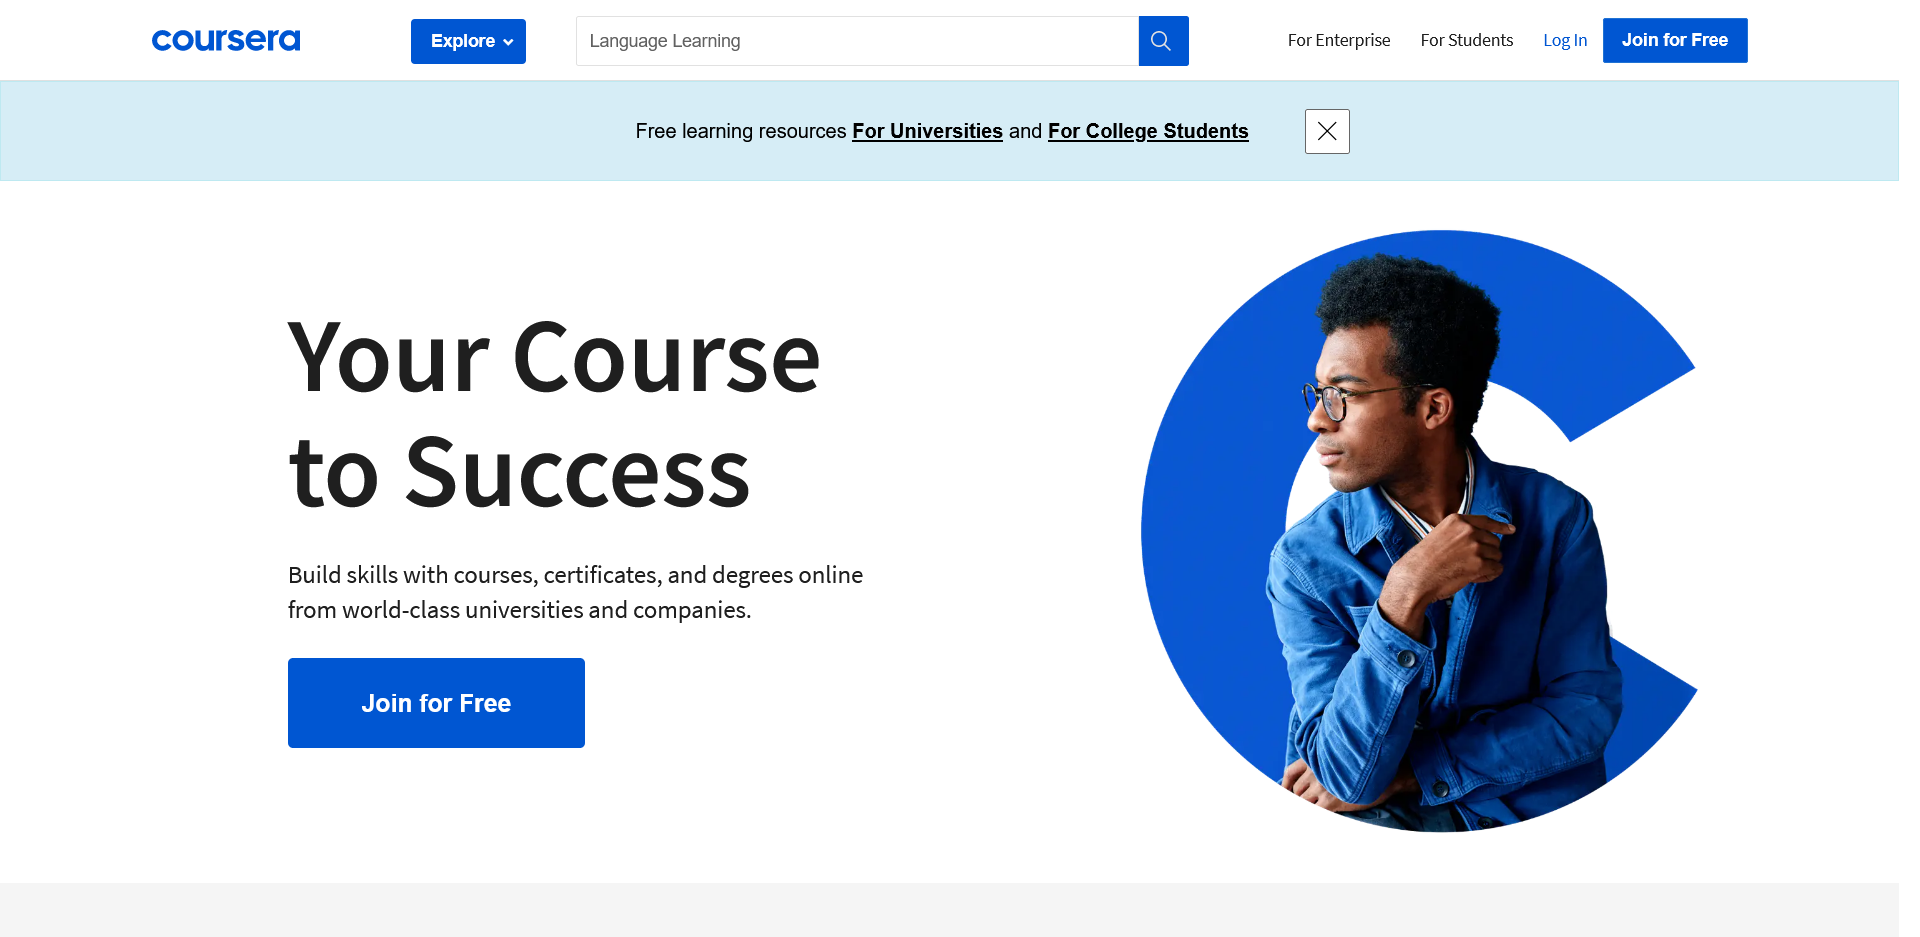 coursera
Explore
Language Learning
For Enterprise
For Students
Log In
Join for Free
Free learning resources For Universities and For College Students
Your Course
to Success
Build skills with courses, certificates, and degrees online
from world-class universities and companies.
Join for Free